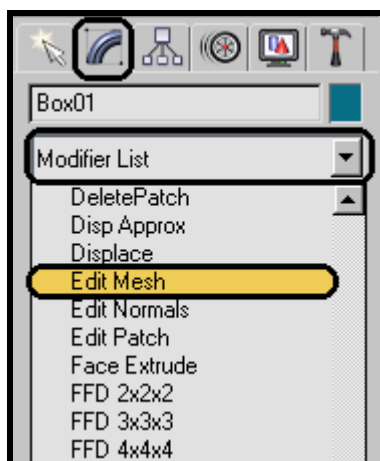 Box01
Modifier List
DeletePatch
Disp Approx
Displace
Edit Mesh
Edit Normals
Edit Patch
Face Extrude
FFD 2x2x2
FFD 3x3x3
FFD 4x4x4